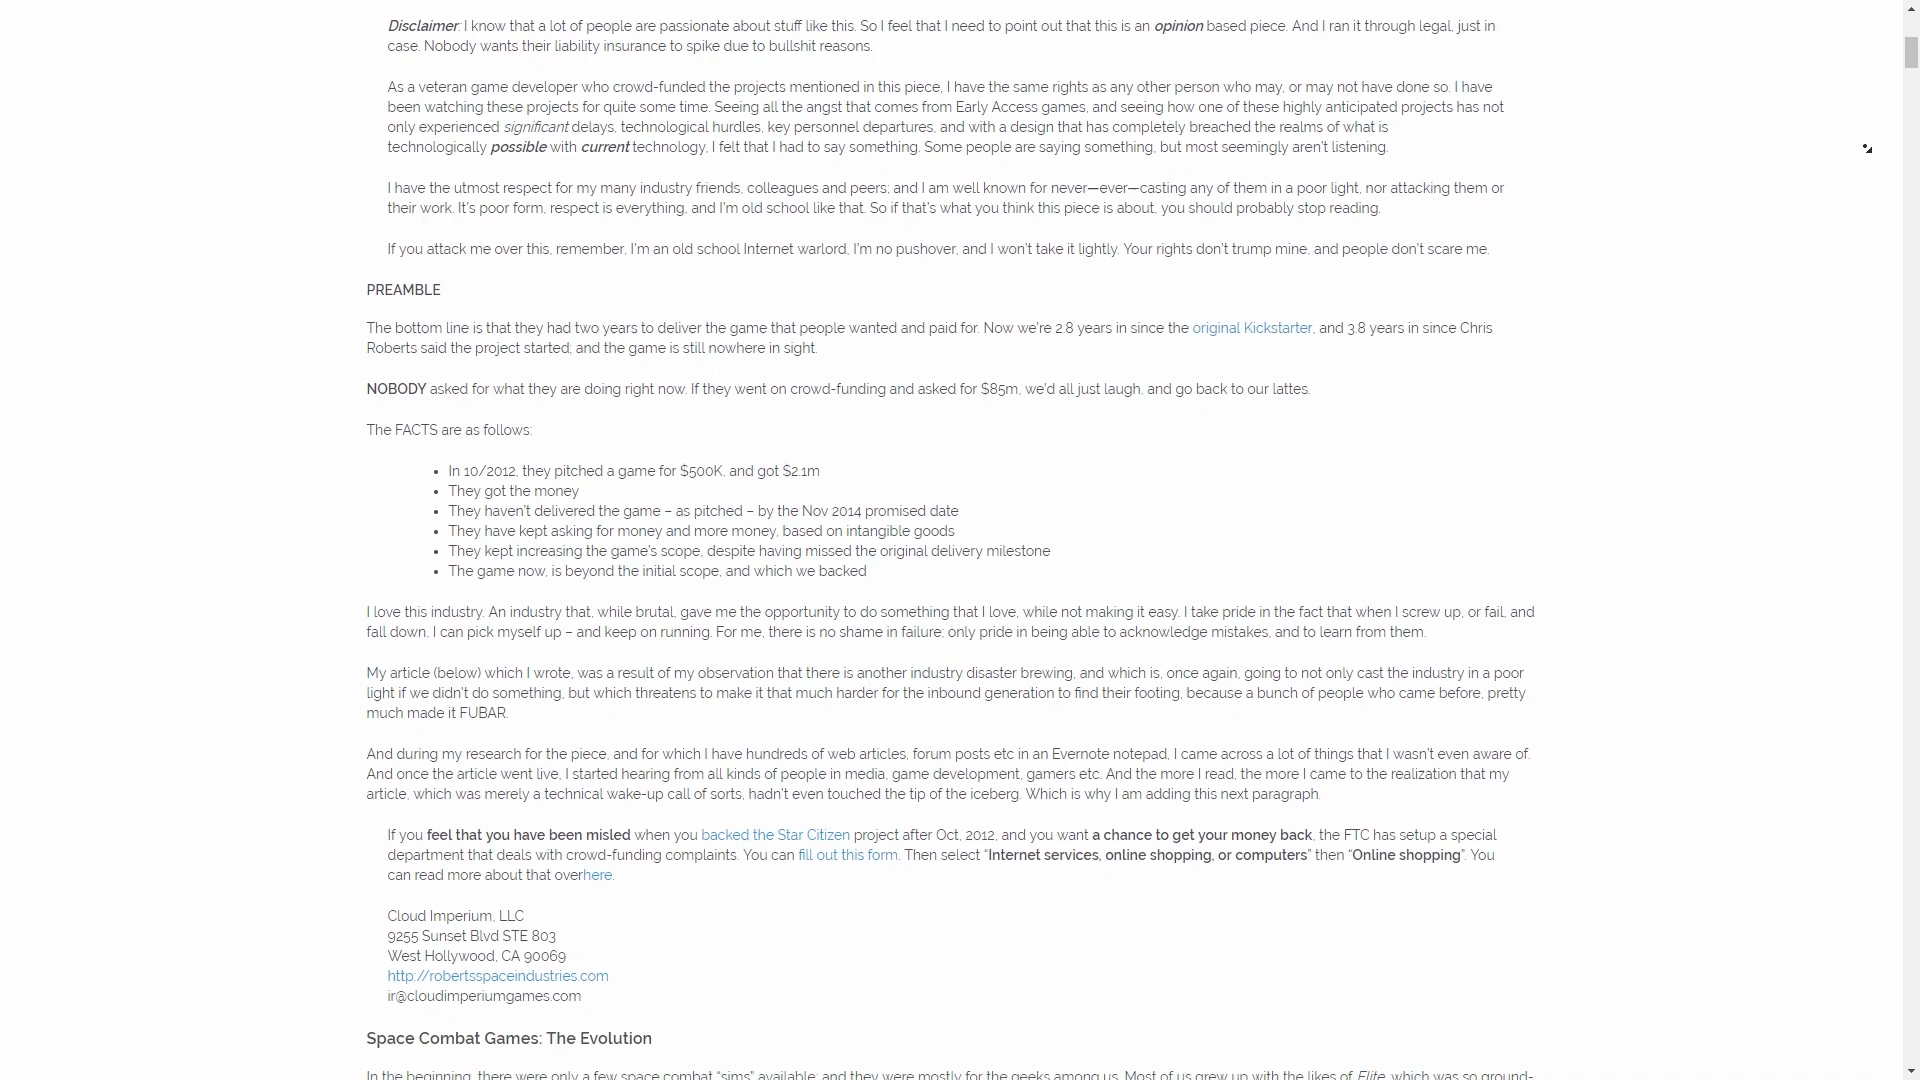 Disclaimer: I know that a lot of people are passionate about stuff like this. So I feel that I need to point out that this is an opinion based piece. And I ran it through legal, just in
case. Nobody wants their liability insurance to spike due to bullshit reasons.
As a veteran game developer who crowd-funded the projects mentioned in this piece, I have the same rights as any other person who may, or may not have done so. I have
been watching these projects for quite some time. Seeing all the angst that comes from Early Access games, and seeing how one of these highly anticipated projects has not
only experienced significant delays, technological hurdles, key personnel departures, and with a design that has completely breached the realms of what is
technologically possible with current technology, I felt that I had to say something. Some people are saying something, but most seemingly aren't listening.
I have the utmost respect for my many industry friends, colleagues and peers; and I am well known for never—ever—casting any of them in a poor light, nor attacking them or
their work. It's poor form, respect is everything, and I'm old school like that. So if that's what you think this piece is about, you should probably stop reading.
If you attack me over this, remember, I'm an old school Internet warlord, I'm no pushover, and I won't take it lightly. Your rights don't trump mine, and people don't scare me.
PREAMBLE
The bottom line is that they had two years to deliver the game that people wanted and paid for. Now we're 2.8 years in since the original Kickstarter, and 3.8 years in since Chris
Roberts said the project started; and the game is still nowhere in sight.
NOBODY asked for what they are doing right now. If they went on crowd-funding and asked for $85m, we'd all just laugh, and go back to our lattes.
The FACTS are as follows:
• In 10/2012, they pitched a game for $500K, and got $2.1m
• They got the money
• They haven't delivered the game – as pitched – by the Nov 2014 promised date
• They have kept asking for money and more money, based on intangible goods
• They kept increasing the game's scope, despite having missed the original delivery milestone
• The game now, is beyond the initial scope, and which we backed
I love this industry. An industry that, while brutal, gave me the opportunity to do something that I love, while not making it easy. I take pride in the fact that when I screw up, or fail, and
fall down, I can pick myself up – and keep on running. For me, there is no shame in failure; only pride in being able to acknowledge mistakes, and to learn from them.
My article (below) which I wrote, was a result of my observation that there is another industry disaster brewing, and which is, once again, going to not only cast the industry in a poor
light if we didn't do something, but which threatens to make it that much harder for the inbound generation to find their footing, because a bunch of people who came before, pretty
much made it FUBAR.
And during my research for the piece, and for which I have hundreds of web articles, forum posts etc in an Evernote notepad, I came across a lot of things that I wasn't even aware of.
And once the article went live, I started hearing from all kinds of people in media, game development, gamers etc. And the more I read, the more I came to the realization that my
article, which was merely a technical wake-up call of sorts, hadn't even touched the tip of the iceberg. Which is why I am adding this next paragraph.
If you feel that you have been misled when you backed the Star Citizen project after Oct, 2012, and you want a chance to get your money back, the FTC has setup a special
department that deals with crowd-funding complaints. You can fill out this form. Then select "Internet services, online shopping, or computers" then "Online shopping". You
can read more about that overhere.
Cloud Imperium, LLC
9255 Sunset Blvd STE 803
West Hollywood, CA 90069
http://robertsspaceindustries.com
ir@cloudimperiumgames.com
Space Combat Games: The Evolution
In the beginning, there were only a few space combat "sims" available; and they were mostly for the geeks among us. Most of us grew up with the likes of Elite, which was so ground-